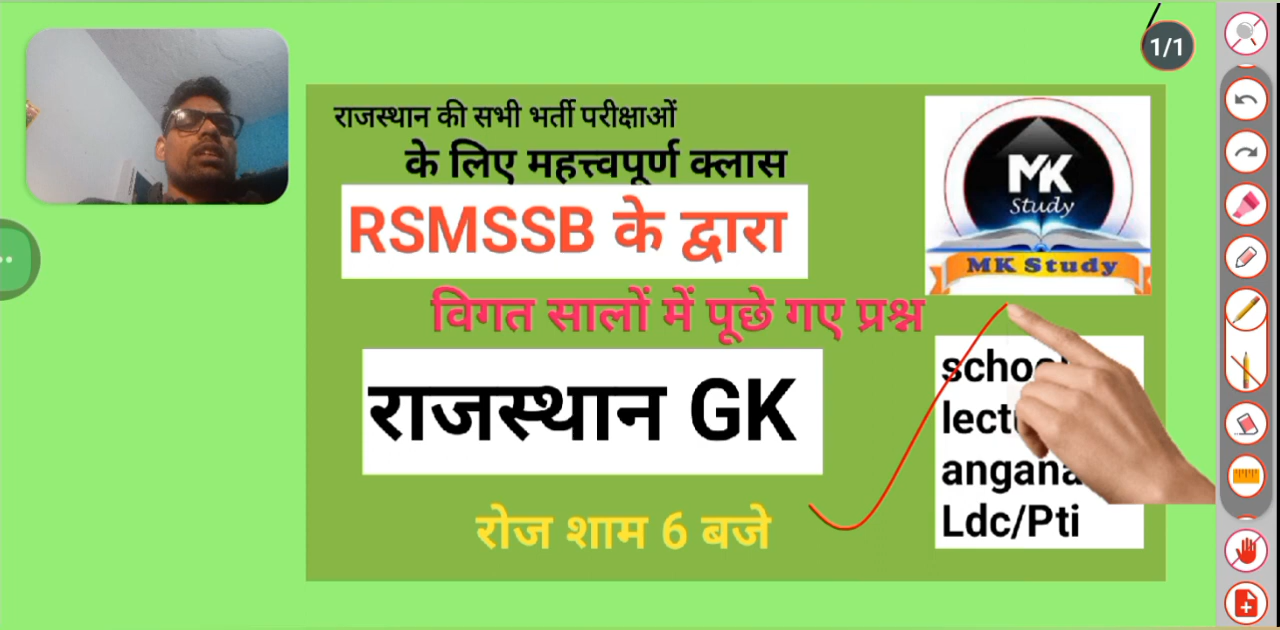 1/1
राजस्थान की सभी भर्ती परीक्षाओं
के लिए महत्त्वपूर्ण क्लास
RSMSSB के द्वारा
विगत सालों में पूछे गए प्रश्न
राजस्थान GK
रोज शाम 6 बजे
MK
Study
MK Study
Ldc/Pti